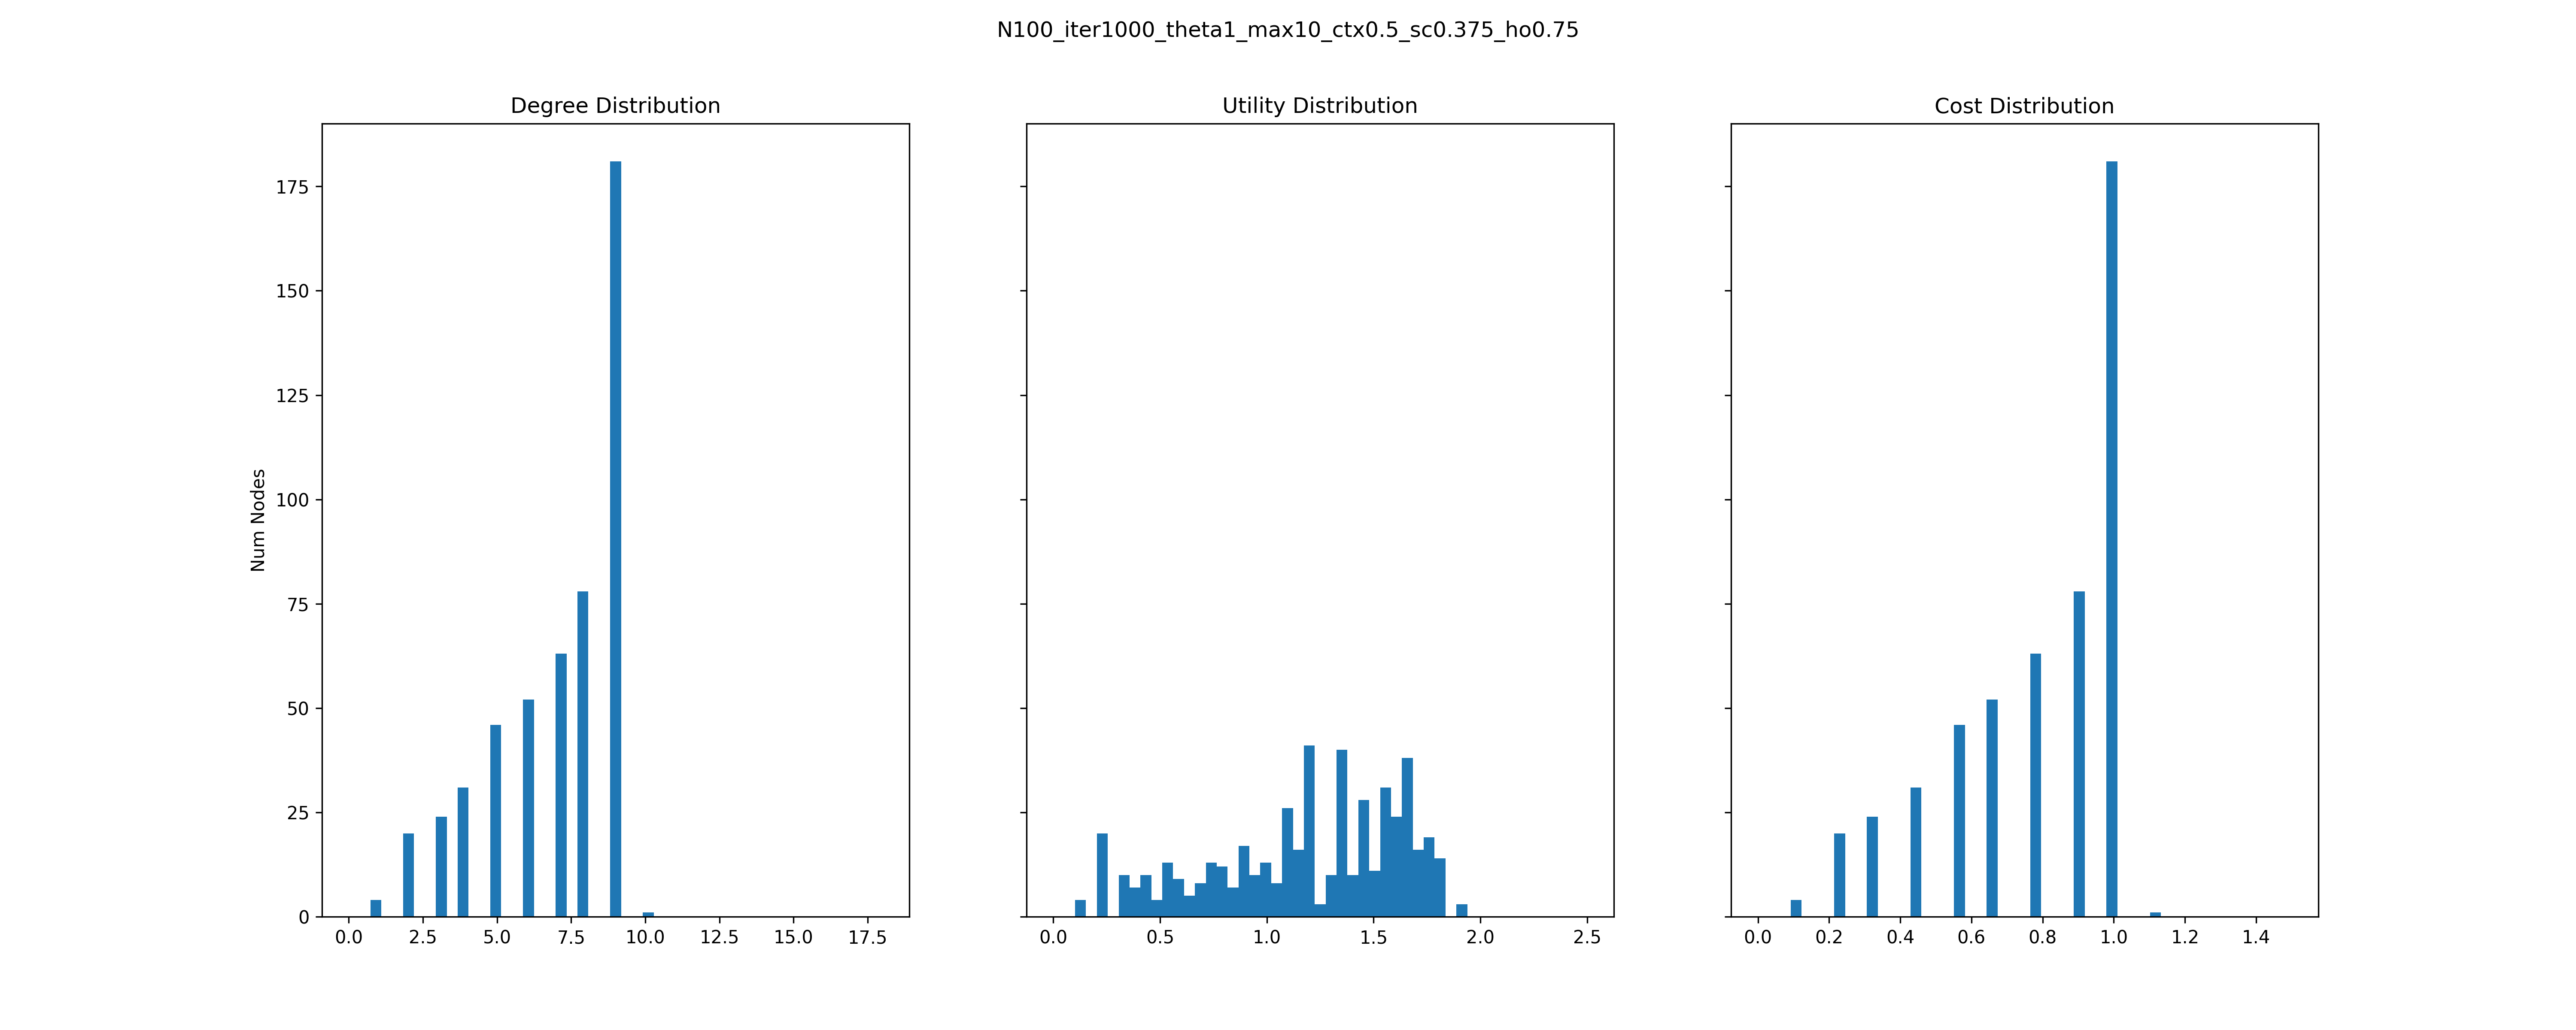 N100_iter1000_theta1_max10_ctx0.5_sc0.375_ho0.75
Degree Distribution
Utility Distribution
Cost Distribution
Num Nodes
175
150
125
100
75
50
25
0
0.0 2.5 5.0 7.5 10.0 12.5 15.0 17.5
0.0 0.5 1.0 1.5 2.0 2.5
0.0 0.2 0.4 0.6 0.8 1.0 1.2 1.4